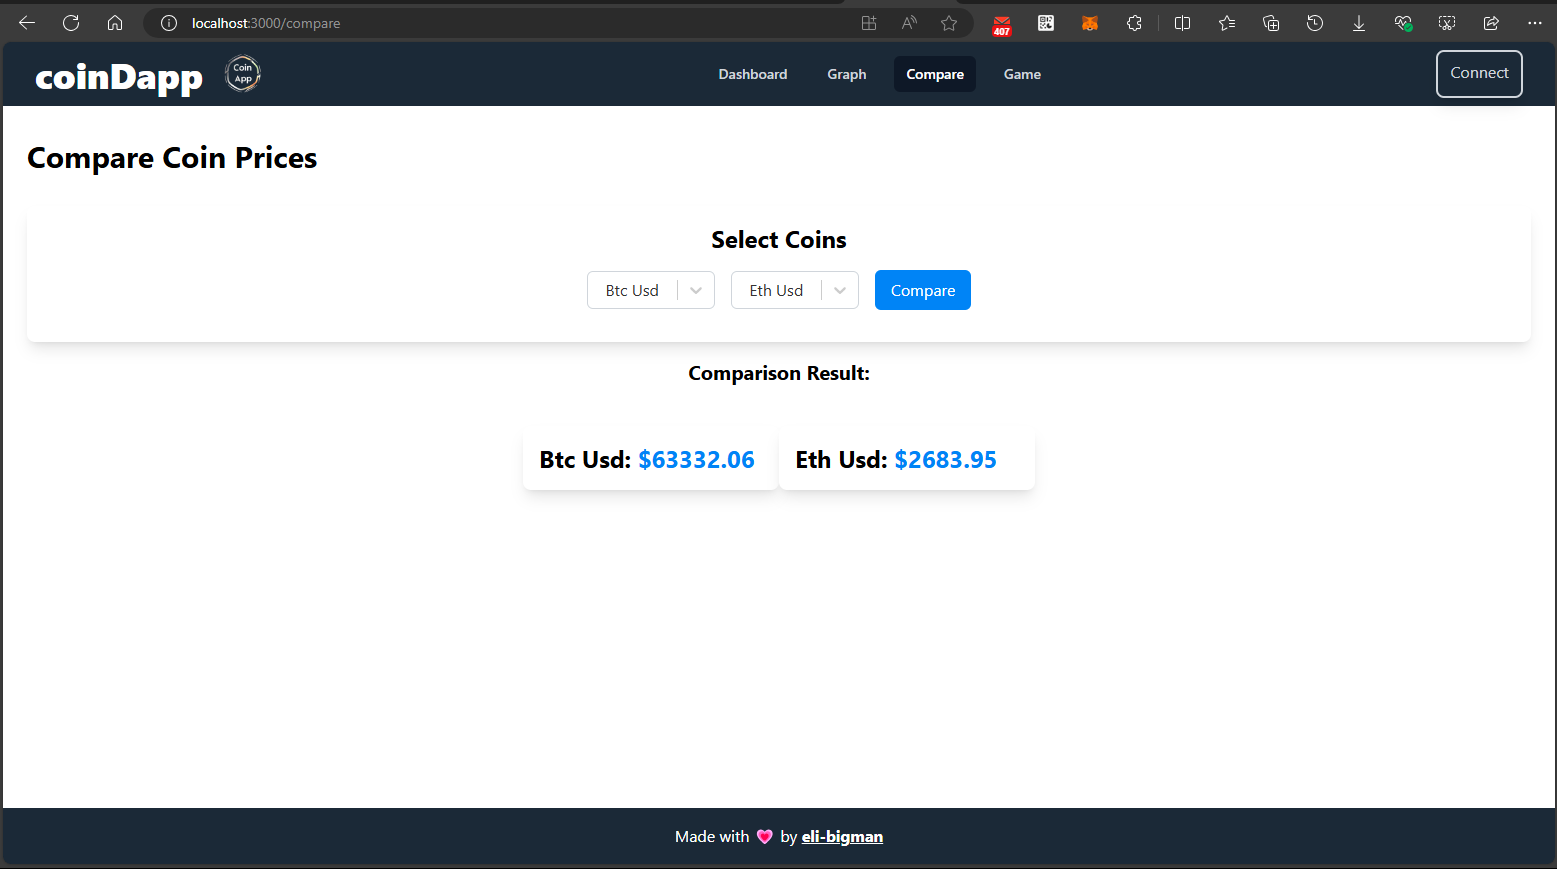 localhost:3000/compare
407
coinDapp
Coin
App
Dashboard
Graph
Compare
Game
Connect
Compare Coin Prices
Select Coins
Btc Usd
Eth Usd
Compare
Comparison Result:
Btc Usd: $63332.06
Eth Usd: $2683.95
Made with 💗 by eli-bigman